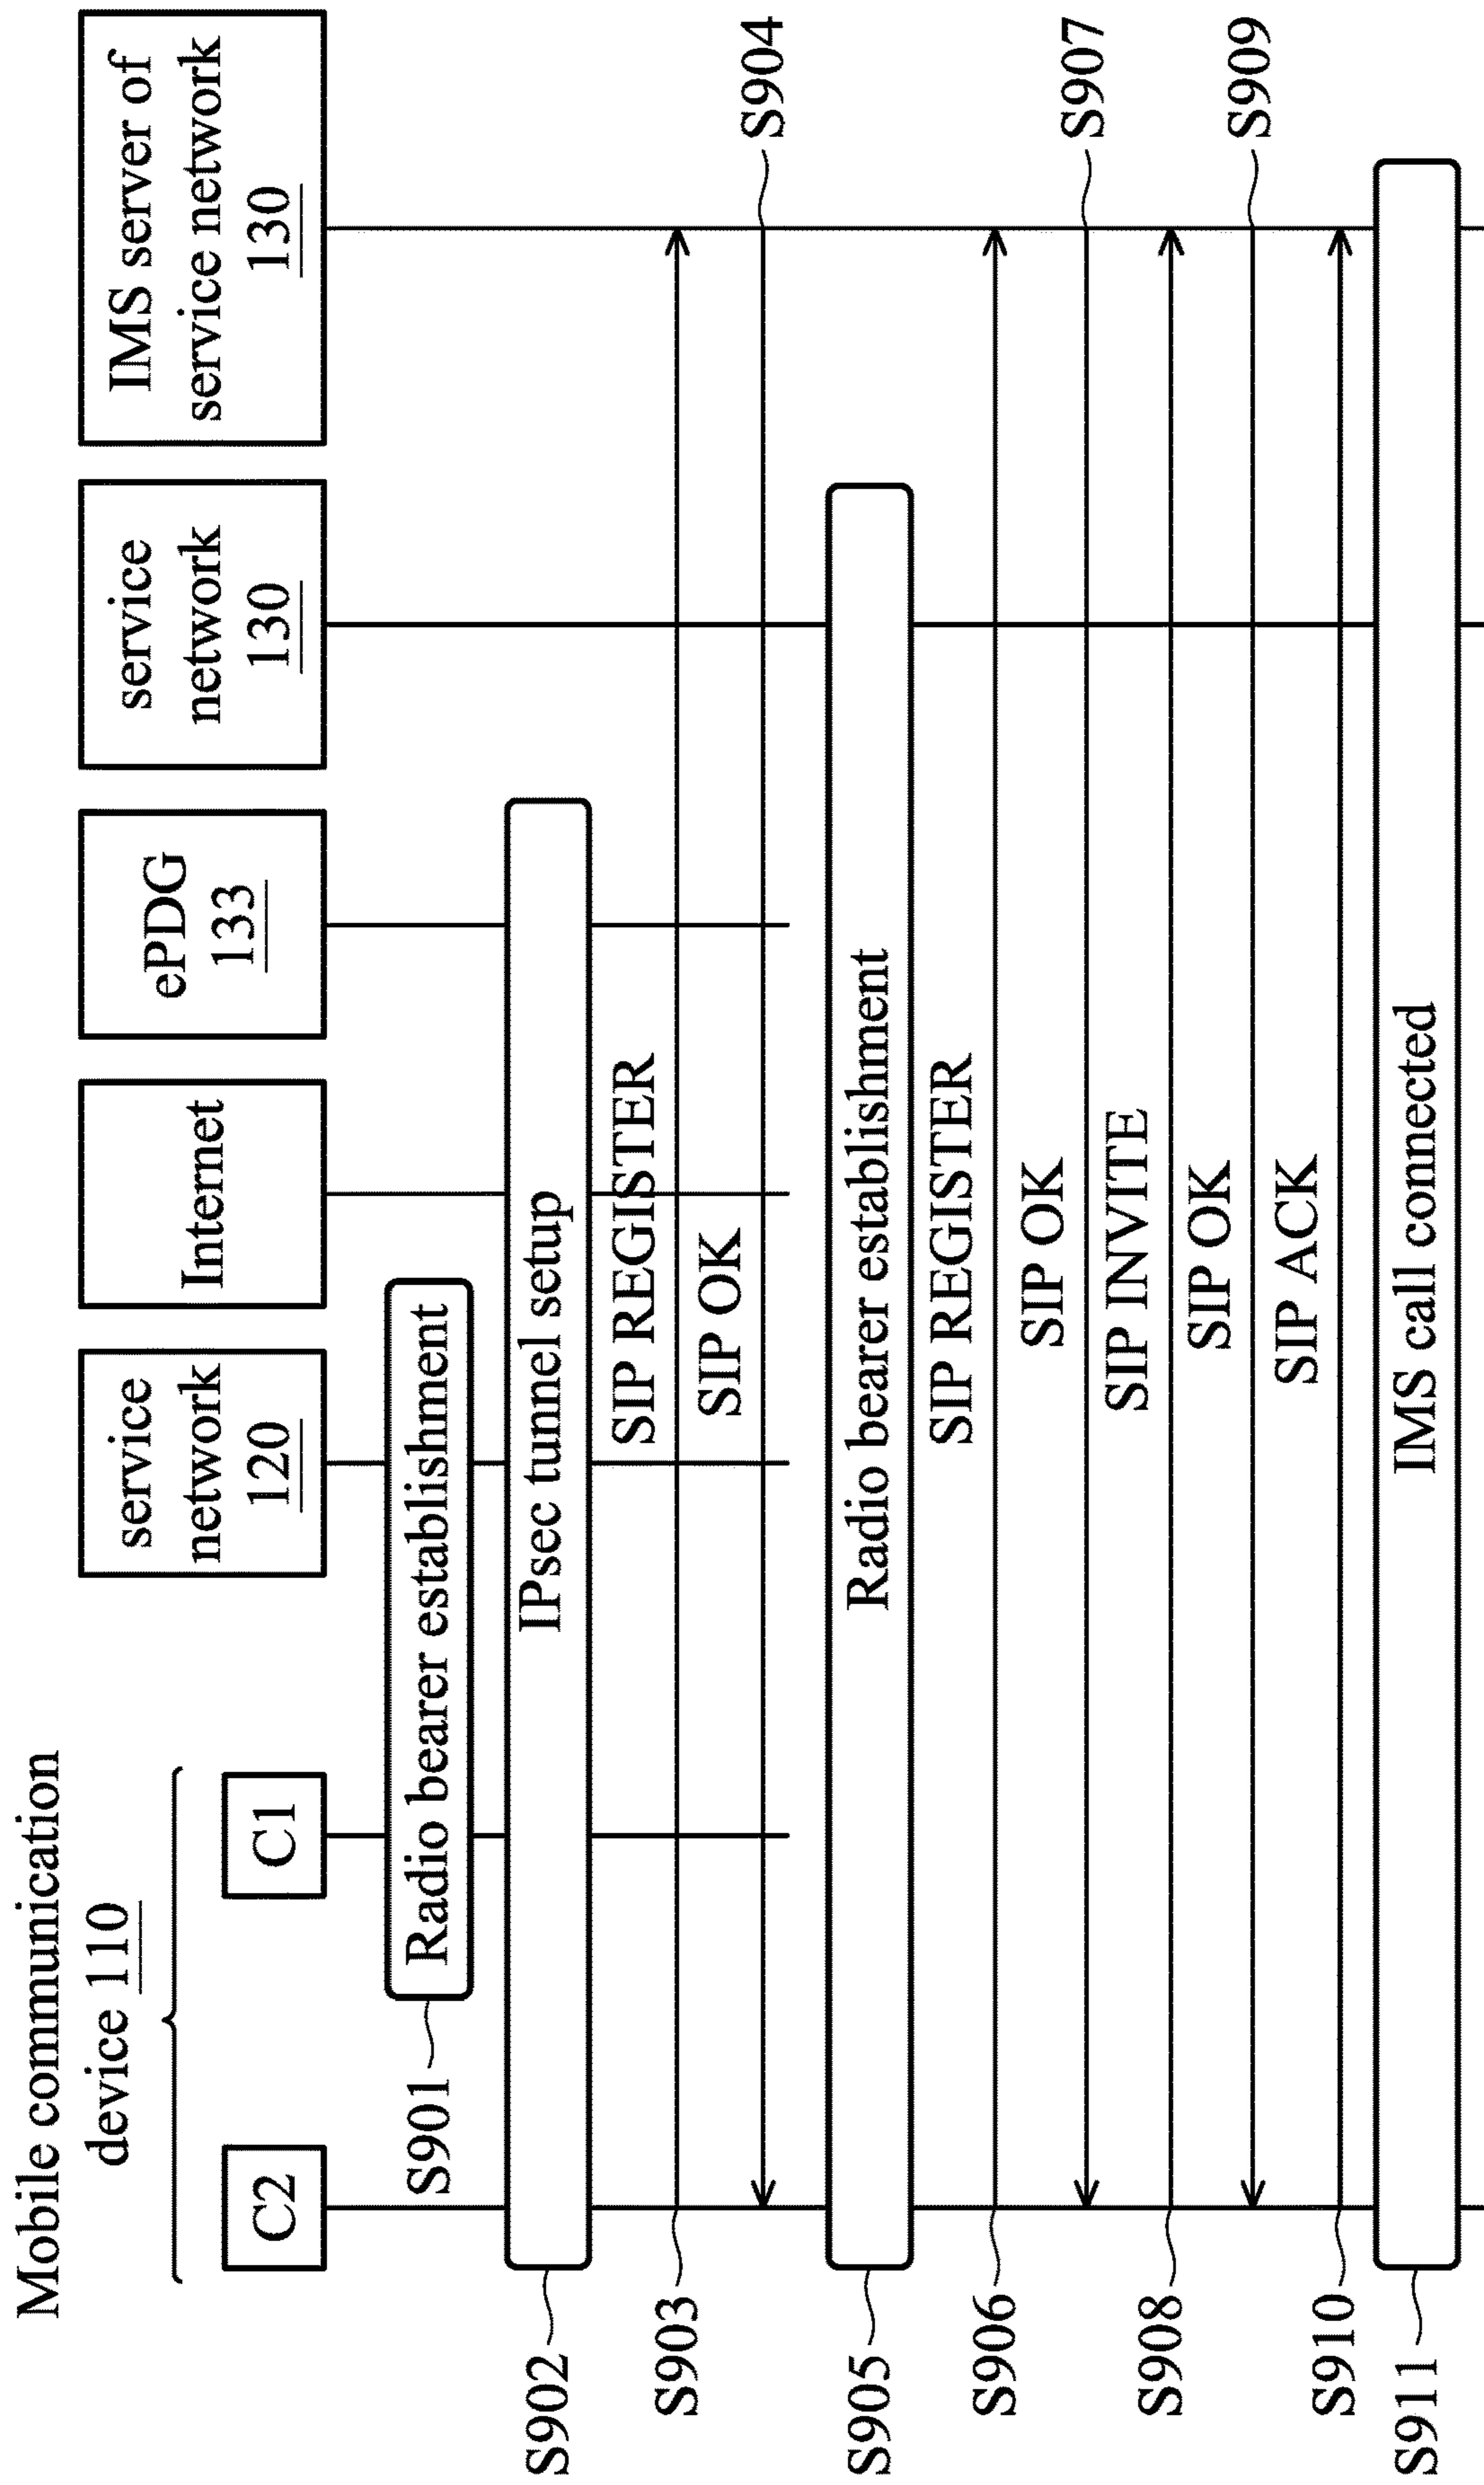 Mobile communication
device 110
C2
C1
service
network
120
Internet
ePDG
133
service
network
130
IMS server of
service network
130
S901
Radio bearer establishment
S902
IPsec tunnel setup
S903
SIP REGISTER
SIP OK
S904
S905
Radio bearer establishment
S906
SIP REGISTER
SIP OK
S907
S908
SIP INVITE
SIP OK
S909
S910
SIP ACK
S911
IMS call connected